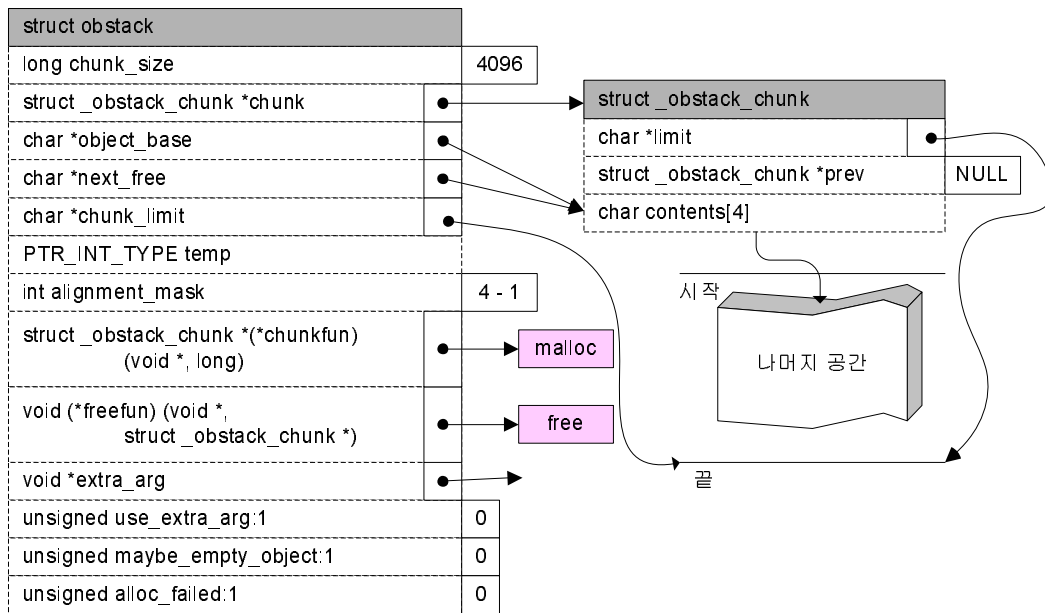 struct obstack
long chunk_size
4096
struct _obstack_chunk *chunk
char *object_base
char *next_free
char *chunk_limit
PTR_INT_TYPE temp
int alignment_mask
4 - 1
struct _obstack_chunk *(*chunkfun)
(void *, long)
malloc
void (*freefun) (void *,
struct _obstack_chunk *)
free
void *extra_arg
unsigned use_extra_arg:1
0
unsigned maybe_empty_object:1
0
unsigned alloc_failed:1
0
struct _obstack_chunk
char *limit
struct _obstack_chunk *prev
NULL
char contents[4]
시작
나머지 공간
끝